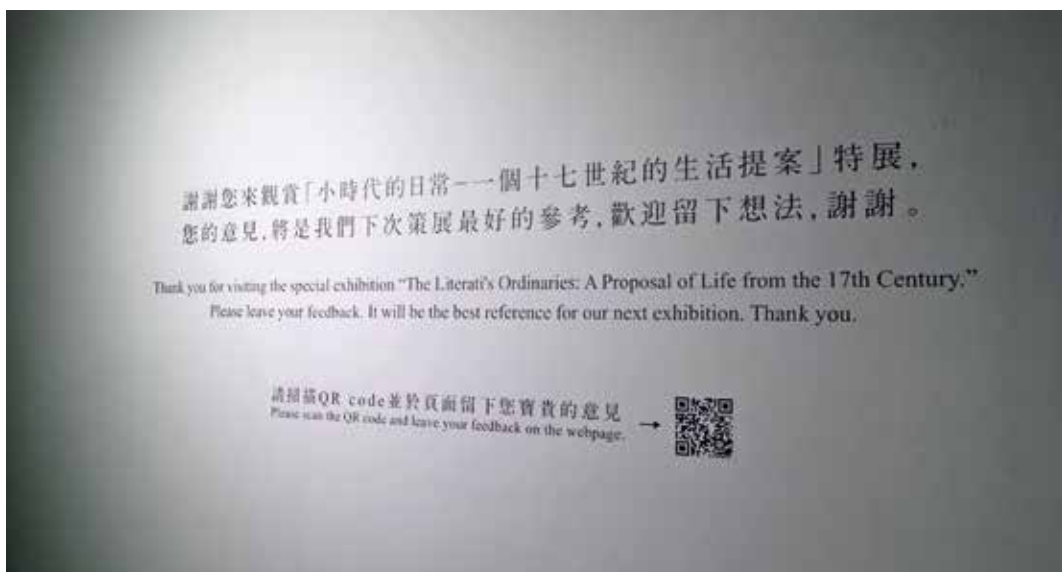 謝謝您來觀賞「小時代的日常－一個十七世紀的生活提案」特展，
您的意見，將是我們下次策展最好的參考，歡迎留下想法，謝謝。
Thank you for visiting the special exhibition “The Literati's Ordinaries: A Proposal of Life from the 17th Century.”
Please leave your feedback. It will be the best reference for our next exhibition. Thank you.
請掃描QR code並於頁面留下您寶貴的意見
Please scan the QR code and leave your feedback on the webpage. →